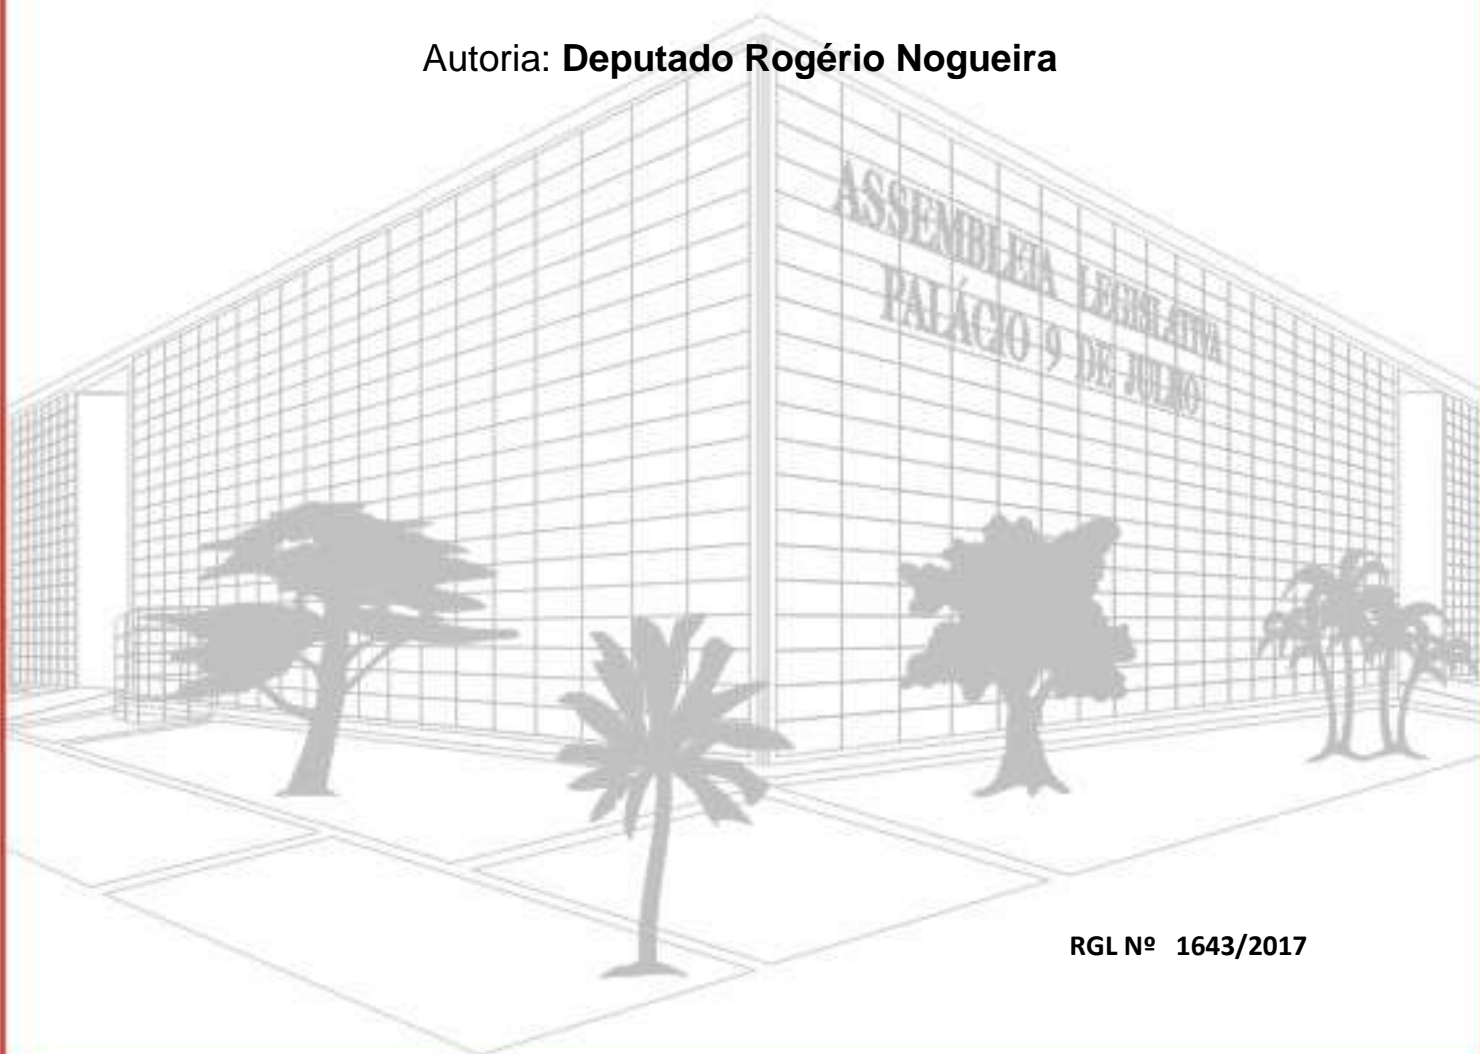 Autoria: Deputado Rogério Nogueira
ASSEMBLEIA LEGISLATIVA
PALÁCIO 9 DE JULHO
RGL Nº 1643/2017